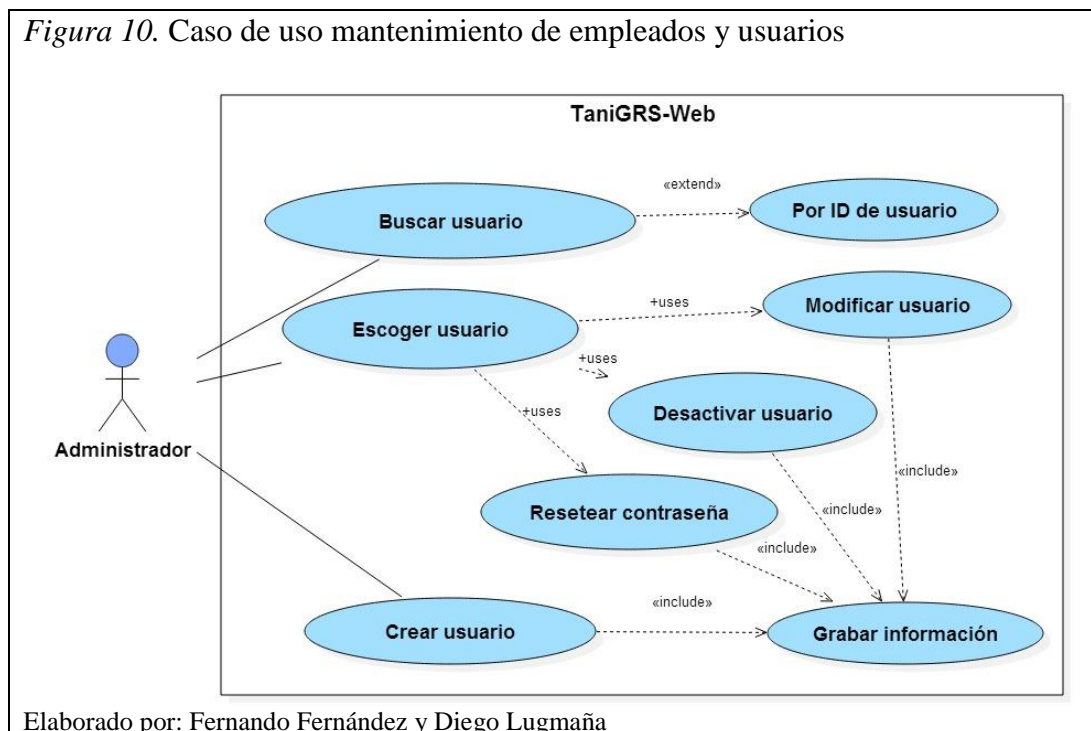 Figura 10. Caso de uso mantenimiento de empleados y usuarios
TaniGRS-Web
«extend»
Buscar usuario
Por ID de usuario
+uses
Modificar usuario
Escoger usuario
+uses
+uses
Desactivar usuario
Administrador
«include»
Resetear contraseña
«include»
«include»
«include»
Crear usuario
Grabar información
Elaborado por: Fernando Fernández y Diego Lugmaña